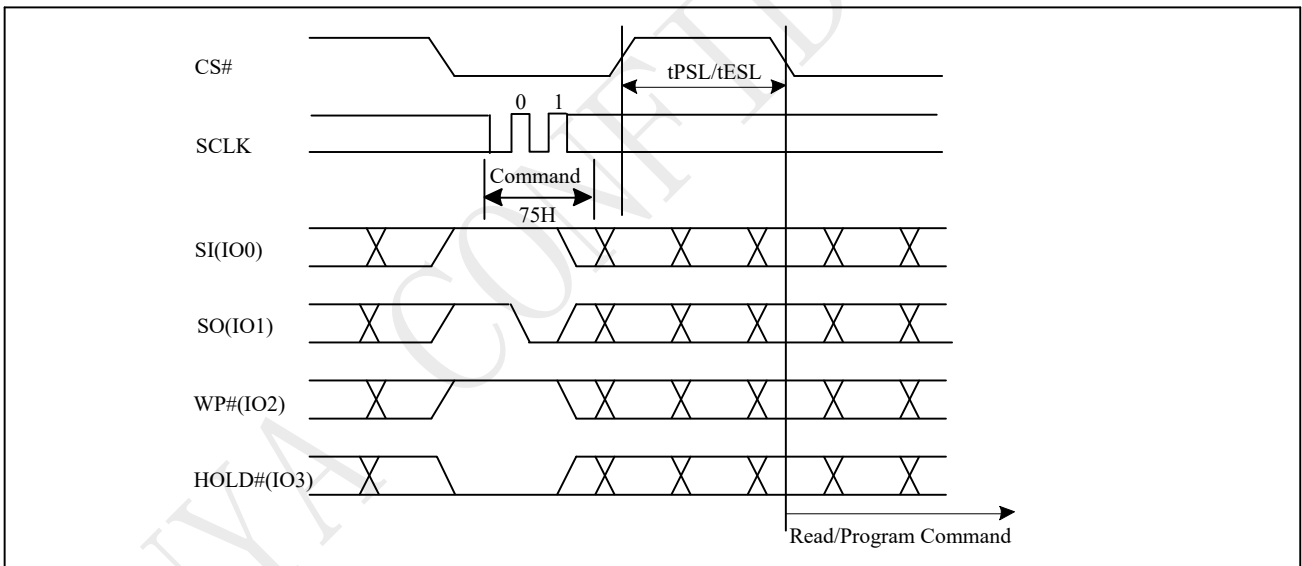 CS#
tPSL/tESL
0 1
SCLK
Command
75H
SI(IO0)
SO(IO1)
WP#(IO2)
HOLD#(IO3)
Read/Program Command